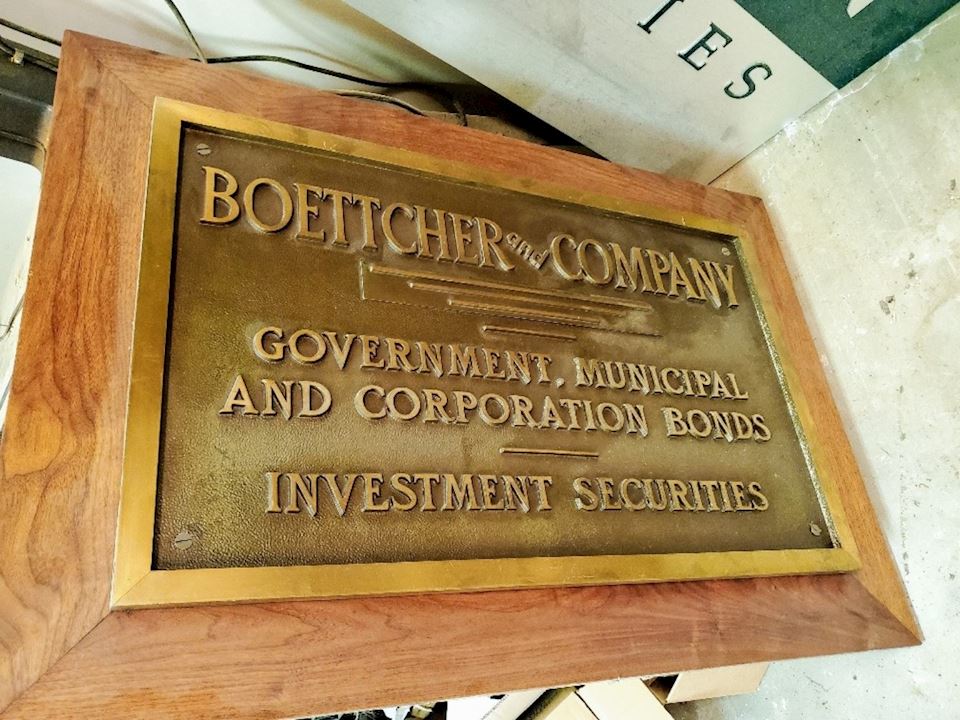 IES
BOETTCHER and COMPANY
GOVERNMENT, MUNICIPAL
AND CORPORATION BONDS
INVESTMENT SECURITIES